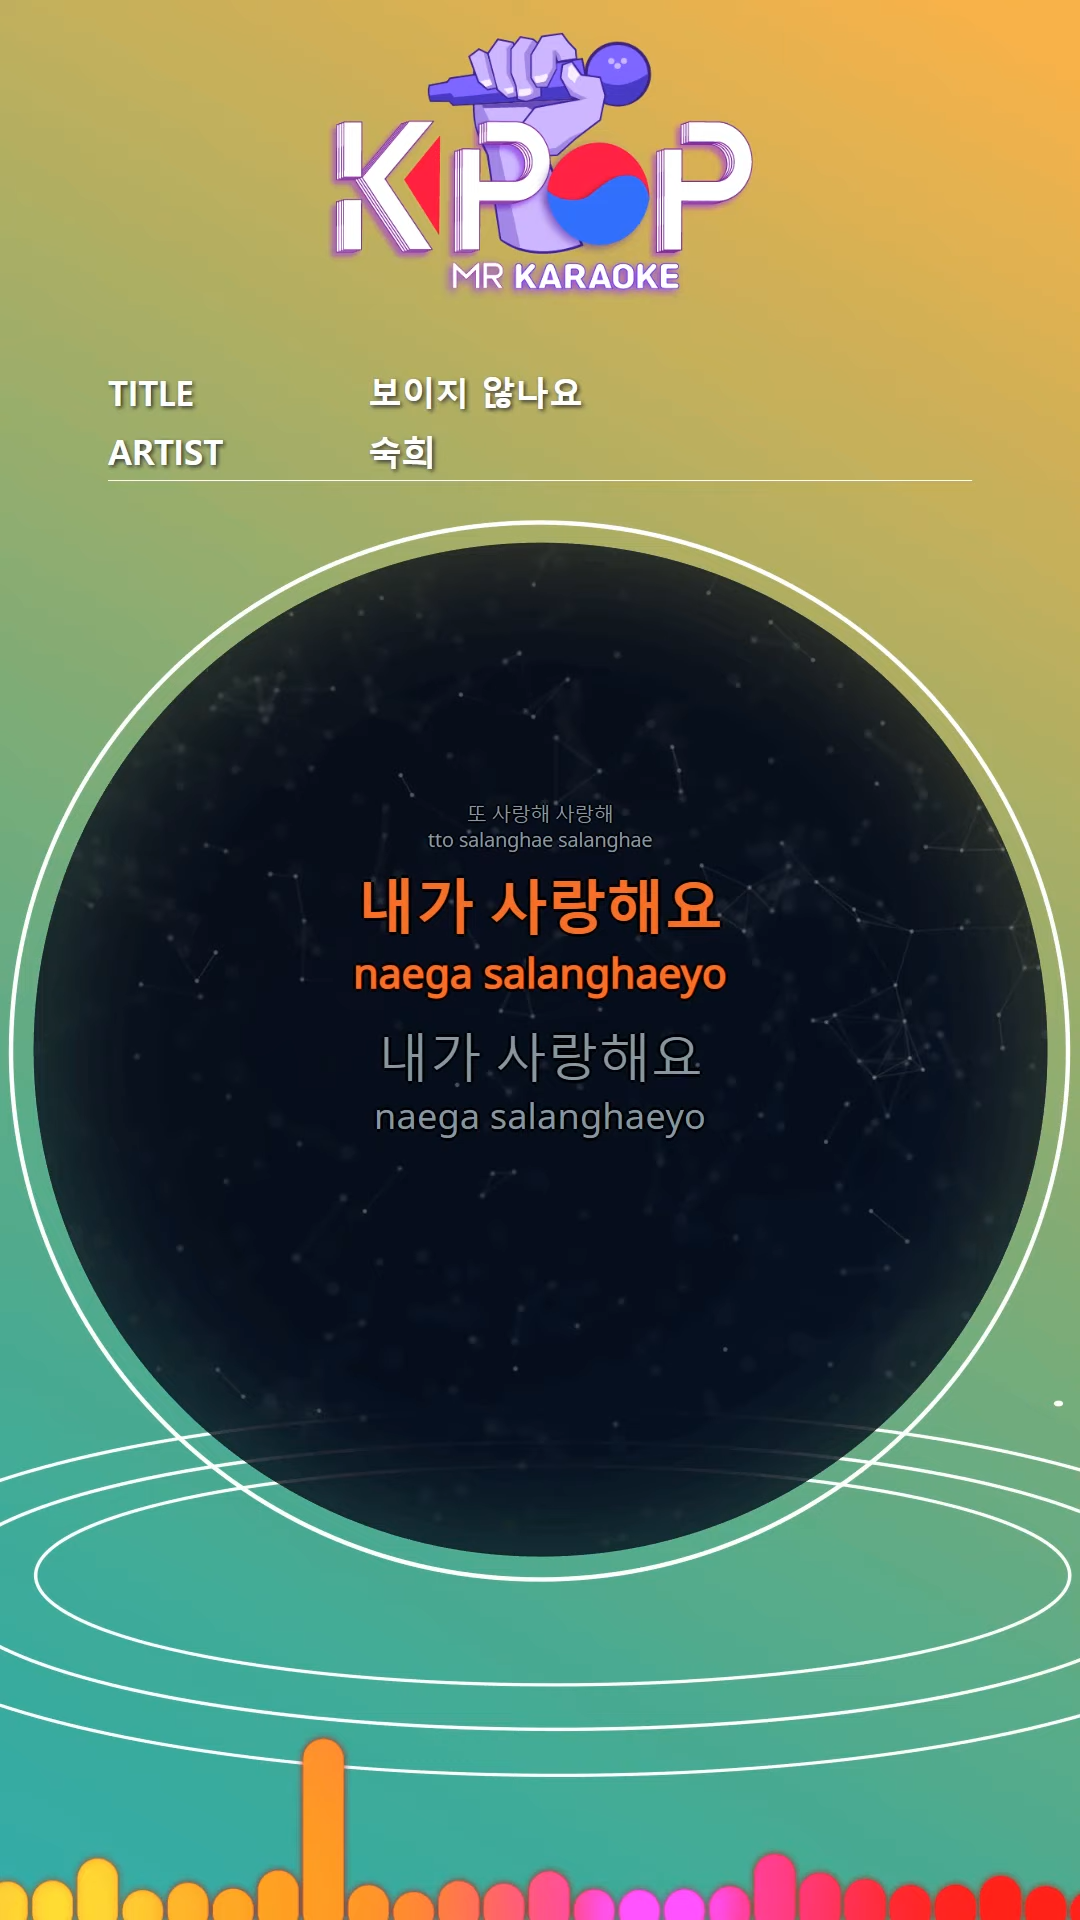 KPOP
MR KARAOKE
TITLE 보이지 않나요
ARTIST 숙희
또 사랑해 사랑해
tto salanghae salanghae
내가 사랑해요
naega salanghaeyo
내가 사랑해요
naega salanghaeyo